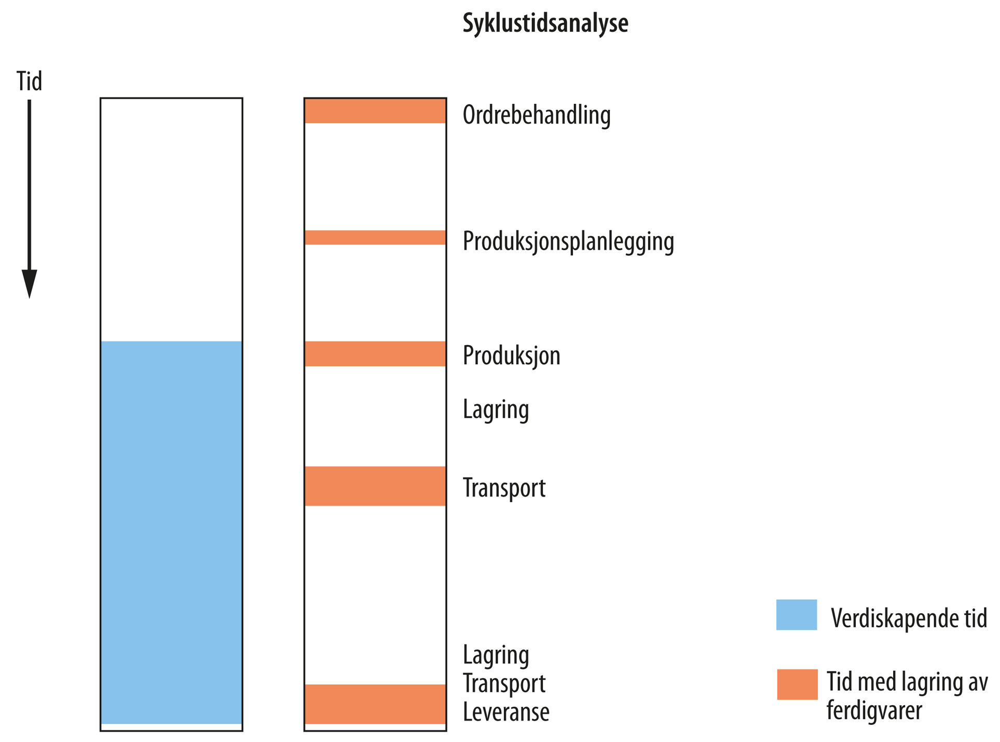 Syklustidsanalyse
Tid
Ordrebehandling
Produksjonsplanlegging
Produksjon
Lagring
Transport
Lagring
Transport
Leveranse
Verdiskapende tid
Tid med lagring av
ferdigvarer